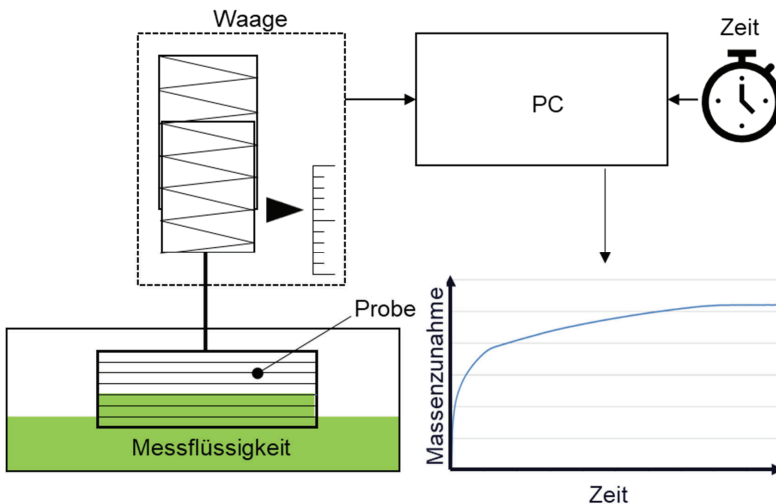 Waage
Zeit
PC
Probe
Messflüssigkeit
Massenzunahme
Zeit